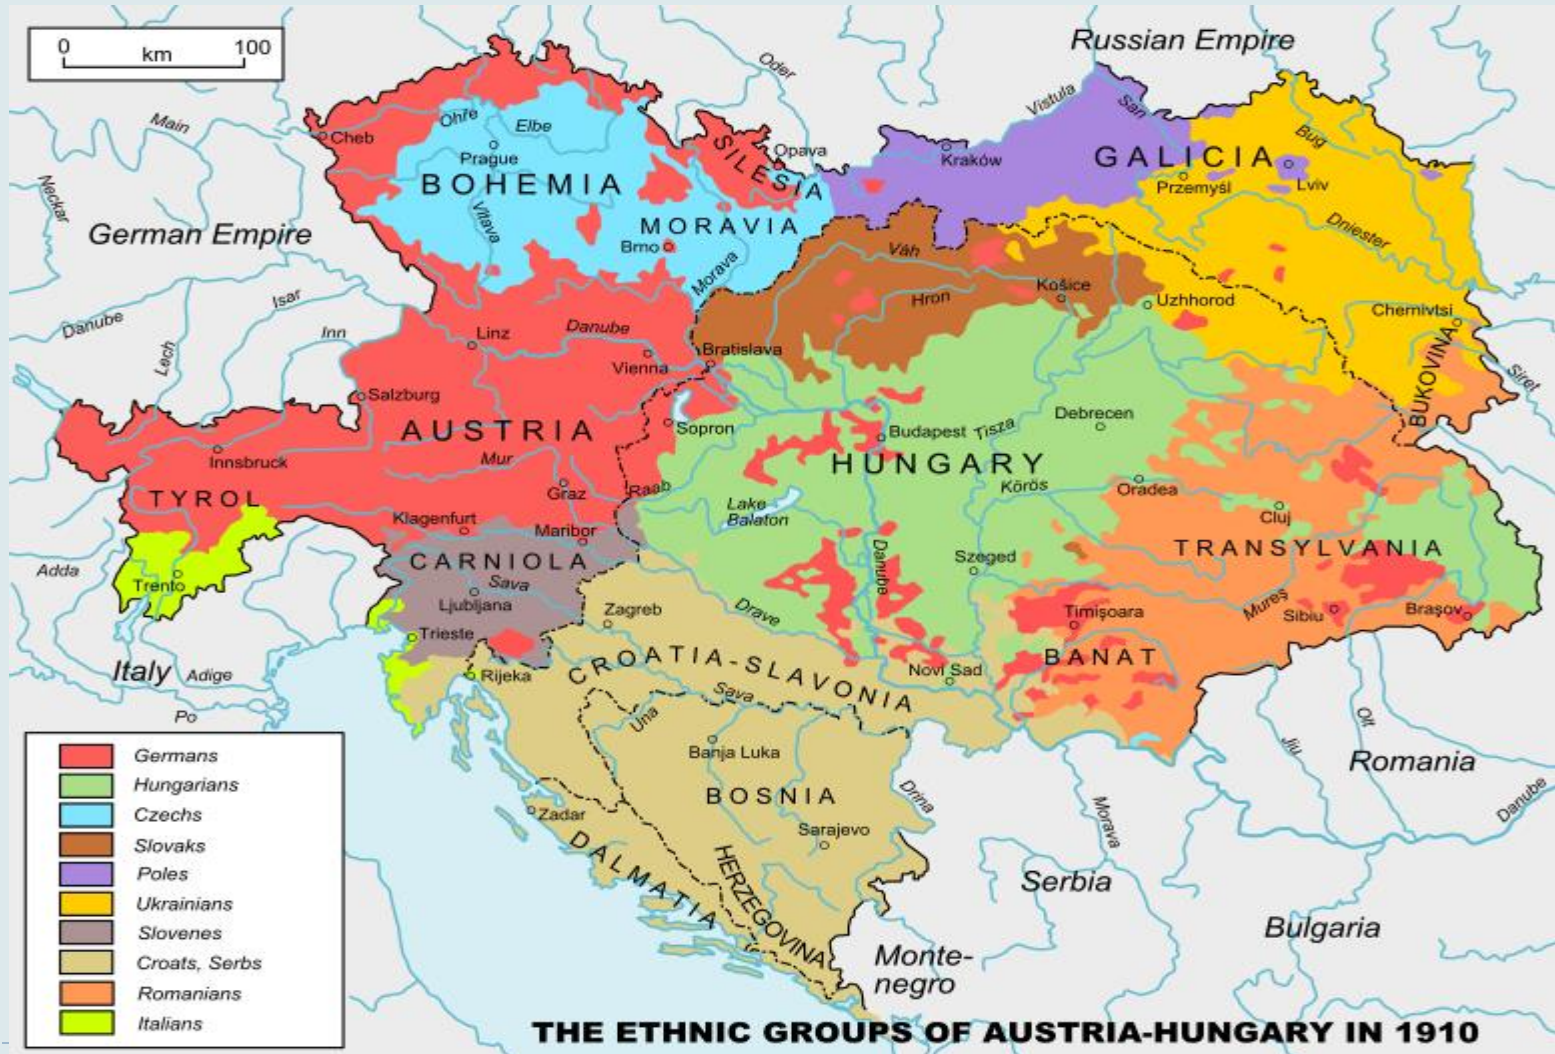 0 100
km
Russian Empire
Oder
Vistula
San
Main
Ohře
Elbe
Cheb
Prague
BOHEMIA
Vltava
SILESIA
Opava
Kraków
GALICIA
Bug
Przemyśl
Lviv
Neckar
German Empire
MORAVIA
Brno
Morava
Dniester
Váh
Hron
Košice
Uzhhorod
Chernivtsi
BUKOVINA
Siret
Danube
Isar
Lech
Inn
Linz
Danube
Vienna
Bratislava
Salzburg
AUSTRIA
Sopron
Budapest
Tisza
Debrecen
HUNGARY
Innsbruck
TYROL
Mur
Graz
Raab
Lake
Balaton
Körös
Oradea
Cluj
Klagenfurt
Maribor
CARNIOLA
Sava
Ljubljana
Danube
Szeged
TRANSYLVANIA
Adda
Trento
Trieste
Zagreb
Drave
Timişoara
Mureş
Sibiu
Braşov
Italy
Adige
Po
Rijeka
CROATIA-SLAVONIA
Sava
Novi Sad
BANAT
Una
Banja Luka
BOSNIA
Drina
Morava
Jiu
Olt
Romania
Danube
Zadar
Sarajevo
DALMATIA
HERZEGOVINA
Serbia
Bulgaria
Monte-
negro
Germans
Hungarians
Czechs
Slovaks
Poles
Ukrainians
Slovenes
Croats, Serbs
Romanians
Italians
THE ETHNIC GROUPS OF AUSTRIA-HUNGARY IN 1910